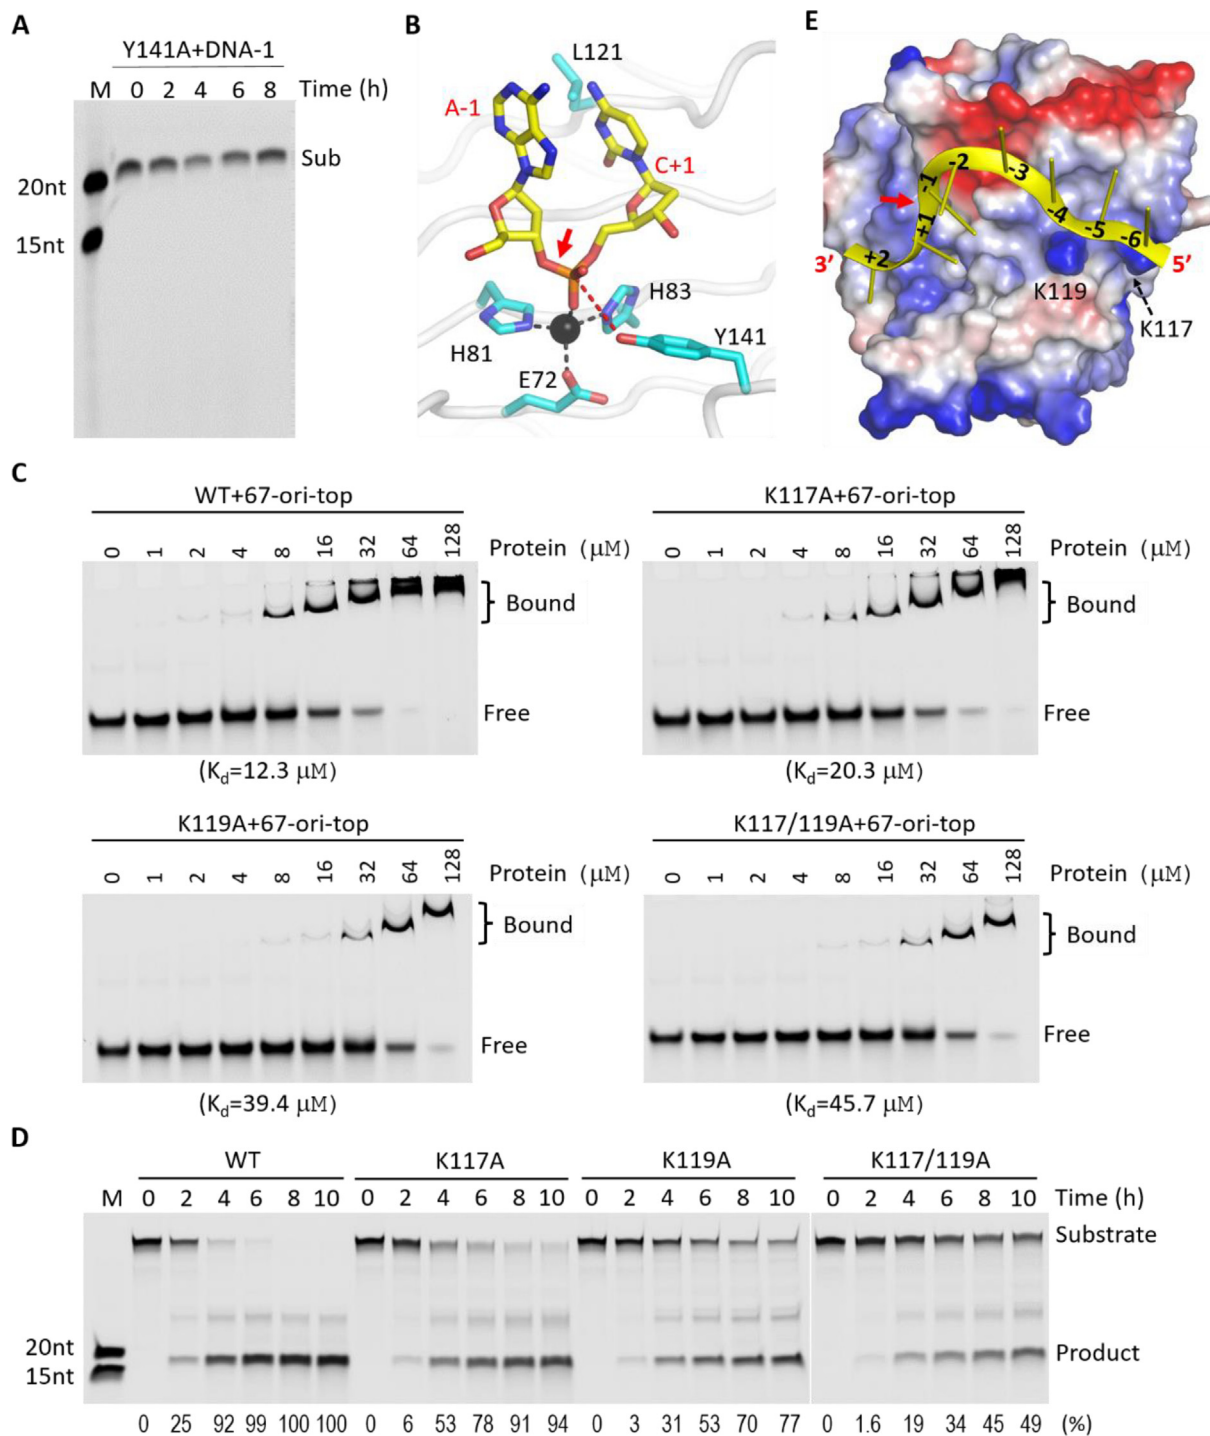 A
Y141A+DNA-1
M 0 2 4 6 8 Time (h)
Sub
20nt
15nt
B
L121
A-1
C+1
H83
H81
Y141
E72
E
-1 -2 -3 -4 -5 -6
+1
+2
3’ 5’
K119
K117
C
WT+67-ori-top
0 1 2 4 8 16 32 64 128 Protein (μM)
Bound
Free
(Kd=12.3 μM)
K117A+67-ori-top
0 1 2 4 8 16 32 64 128 Protein (μM)
Bound
Free
(Kd=20.3 μM)
K119A+67-ori-top
0 1 2 4 8 16 32 64 128 Protein (μM)
Bound
Free
(Kd=39.4 μM)
K117/119A+67-ori-top
0 1 2 4 8 16 32 64 128 Protein (μM)
Bound
Free
(Kd=45.7 μM)
D
WT K117A K119A K117/119A
M 0 2 4 6 8 10 0 2 4 6 8 10 0 2 4 6 8 10 0 2 4 6 8 10 Time (h)
Substrate
20nt
15nt
Product
0 25 92 99 100 100 0 6 53 78 91 94 0 3 31 53 70 77 0 1.6 19 34 45 49 (%)